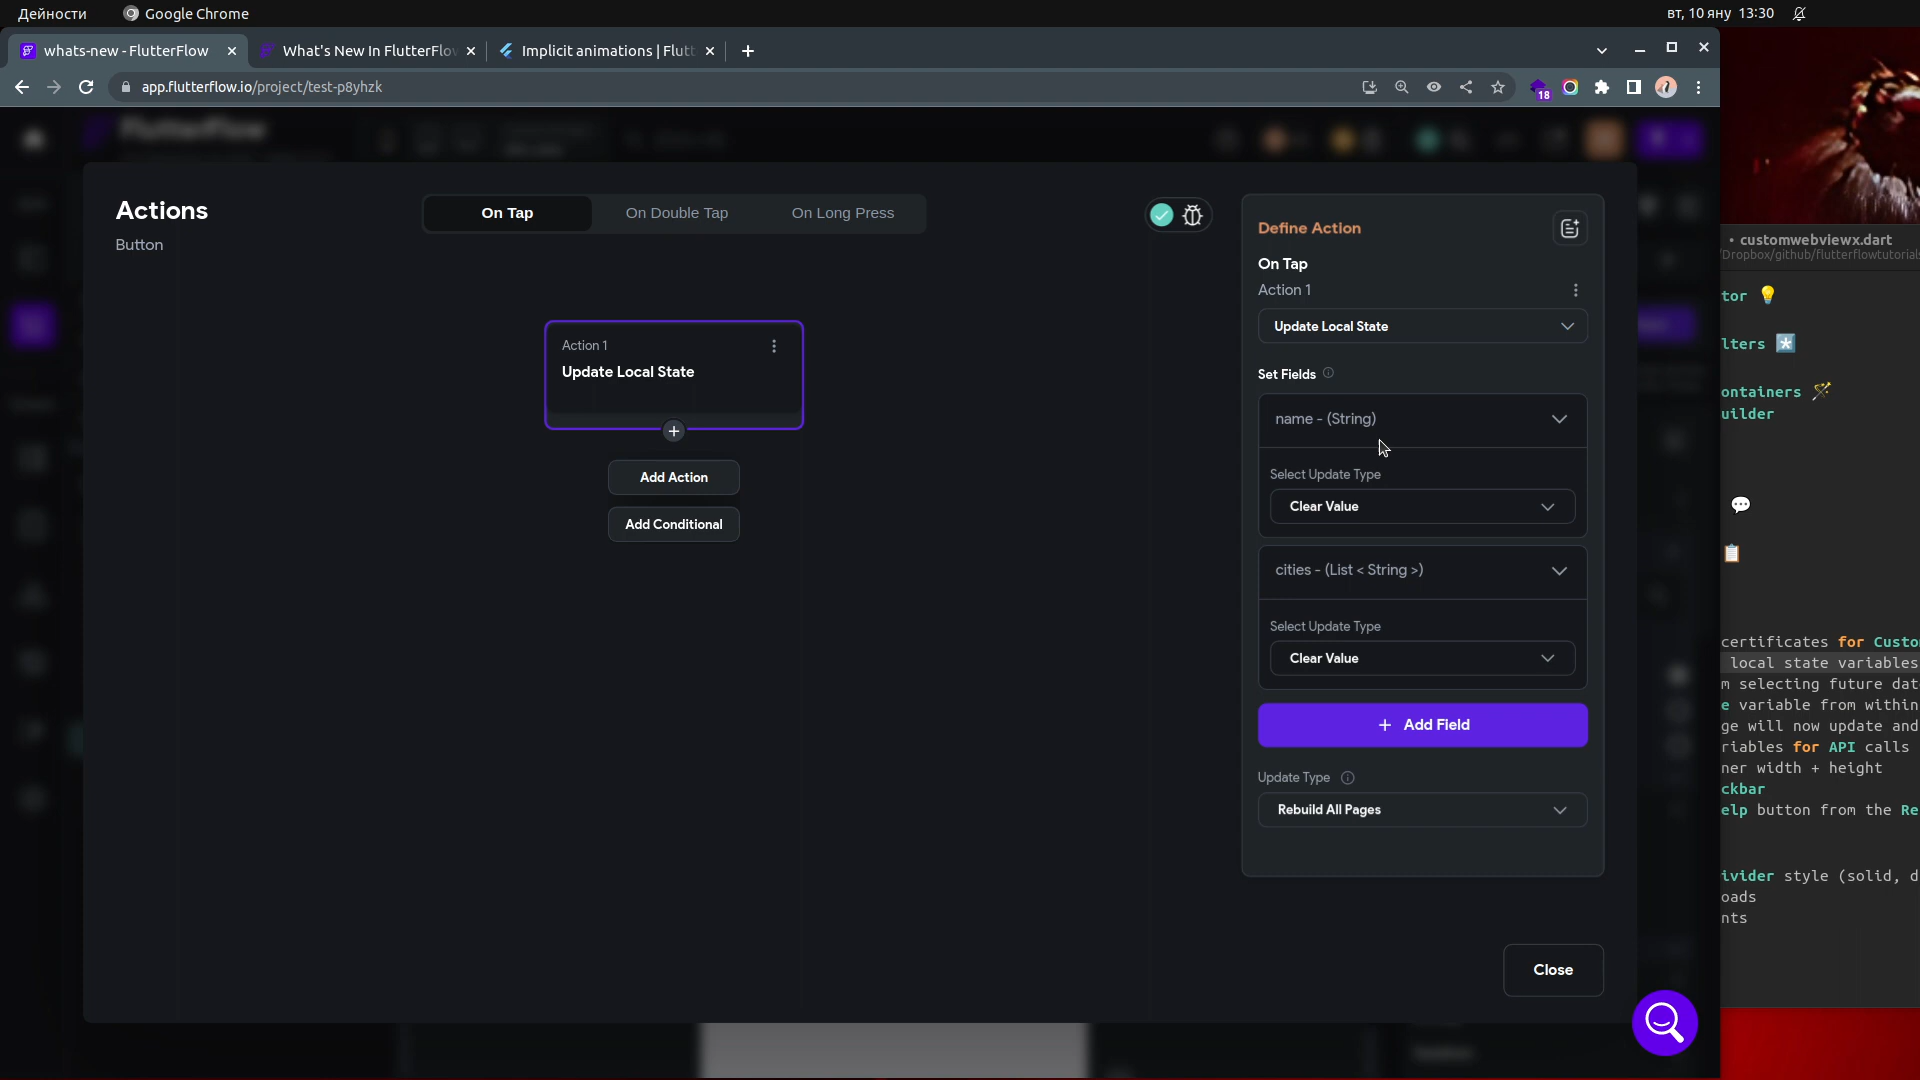 Дейности
Google Chrome
вт, 10 яну 13:30
whats-new - FlutterFlow
What's New In FlutterFlow
Implicit animations | Flutt
app.flutterflow.io/project/test-p8yhzk
18
FlutterFlow
Actions
Button
On Tap
On Double Tap
On Long Press
Action 1
Update Local State
Add Action
Add Conditional
Define Action
On Tap
Action 1
Update Local State
Set Fields
name - (String)
Select Update Type
Clear Value
cities - (List < String >)
Select Update Type
Clear Value
+ Add Field
Update Type
Rebuild All Pages
Close
• customwebviewx.dart
/Dropbox/github/flutterflowtutorials
tor 💡
lters *️⃣
ontainers 🪄
uilder
💬
📋
certificates for Custo
local state variables
m selecting future dat
e variable from within
ge will now update and
riables for API calls
ner width + height
ckbar
elp button from the Re
ivider style (solid, d
oads
nts